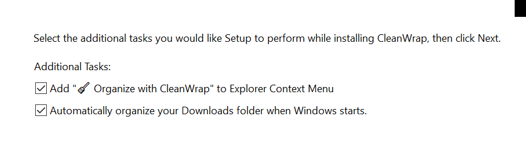 Select the additional tasks you would like Setup to perform while installing CleanWrap, then click Next.
Additional Tasks:
Add "🧹 Organize with CleanWrap" to Explorer Context Menu
Automatically organize your Downloads folder when Windows starts.